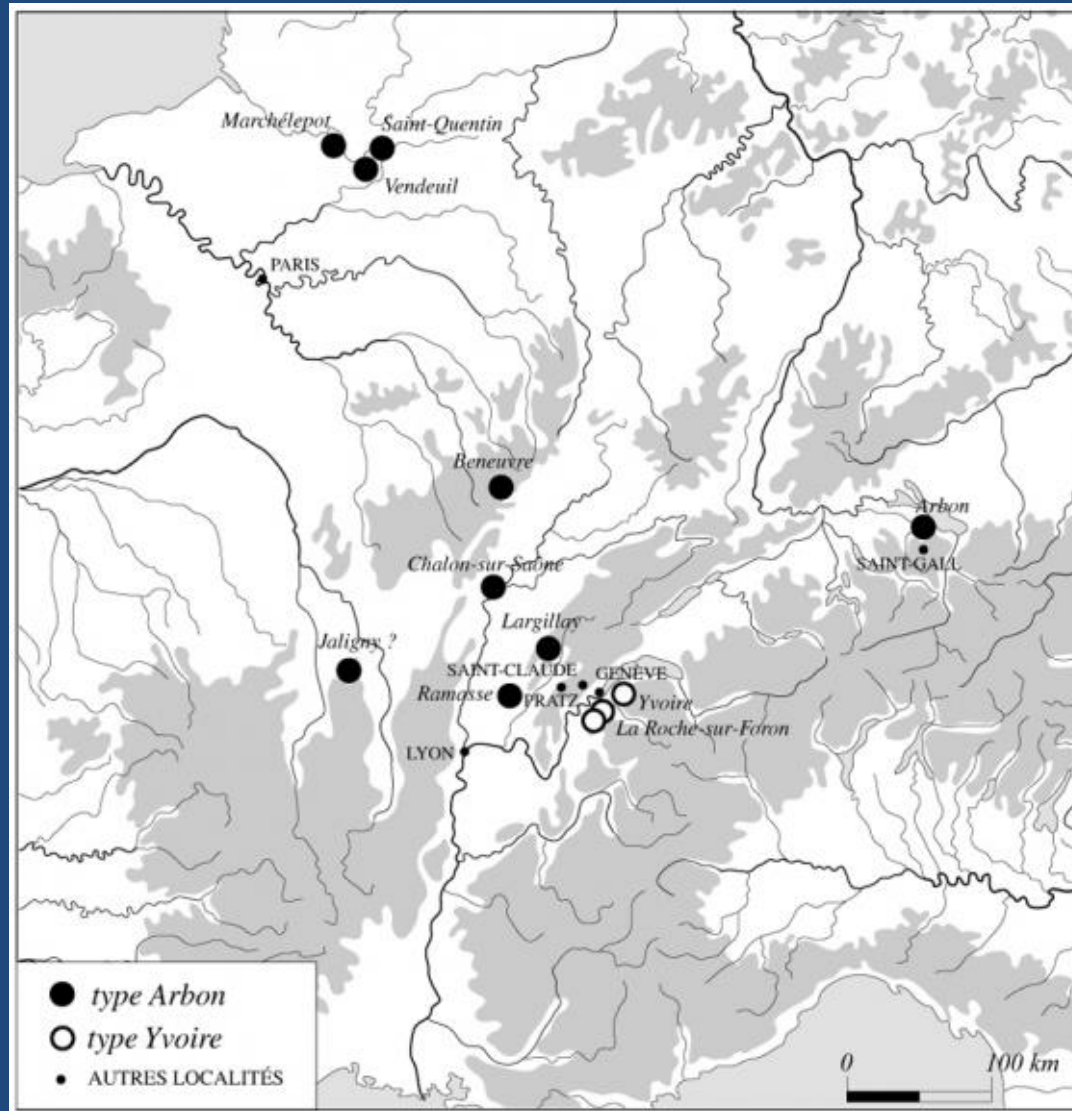 Marchélepot
Saint-Quentin
Vendeuil
PARIS
Beneuvre
Arbon
SAINT-GALL
Chalon-sur-Saône
Largillay
Jaligny ?
SAINT-CLAUDE
GENÈVE
Ramasse
PRATZ
Yvoire
La Roche-sur-Foron
LYON
type Arbon
type Yvoire
AUTRES LOCALITÉS
0 100 km